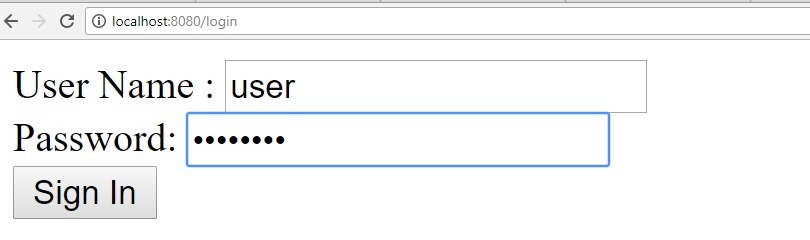 localhost:8080/login
User Name : user
Password: ••••••••
Sign In